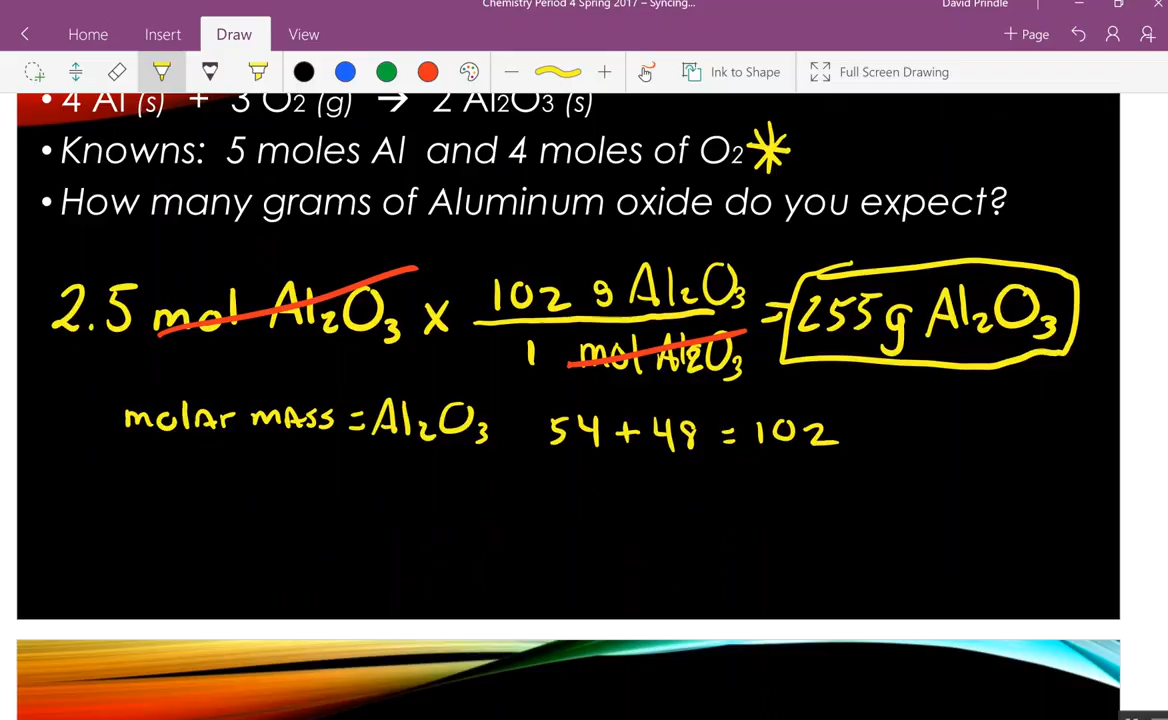 Chemistry Period 4 Spring 2017 – Syncing...
David Prindle
Home Insert Draw View
Page
Ink to Shape
Full Screen Drawing
• 4 Al (s) + 3 O2 (g) → 2 Al2O3 (s)
• Knowns: 5 moles Al and 4 moles of O2 *
• How many grams of Aluminum oxide do you expect?
2.5 mol Al2O3 x 102 g Al2O3 = 255 g Al2O3
1 mol Al2O3
molAr mAss = Al2O3 54 + 48 = 102